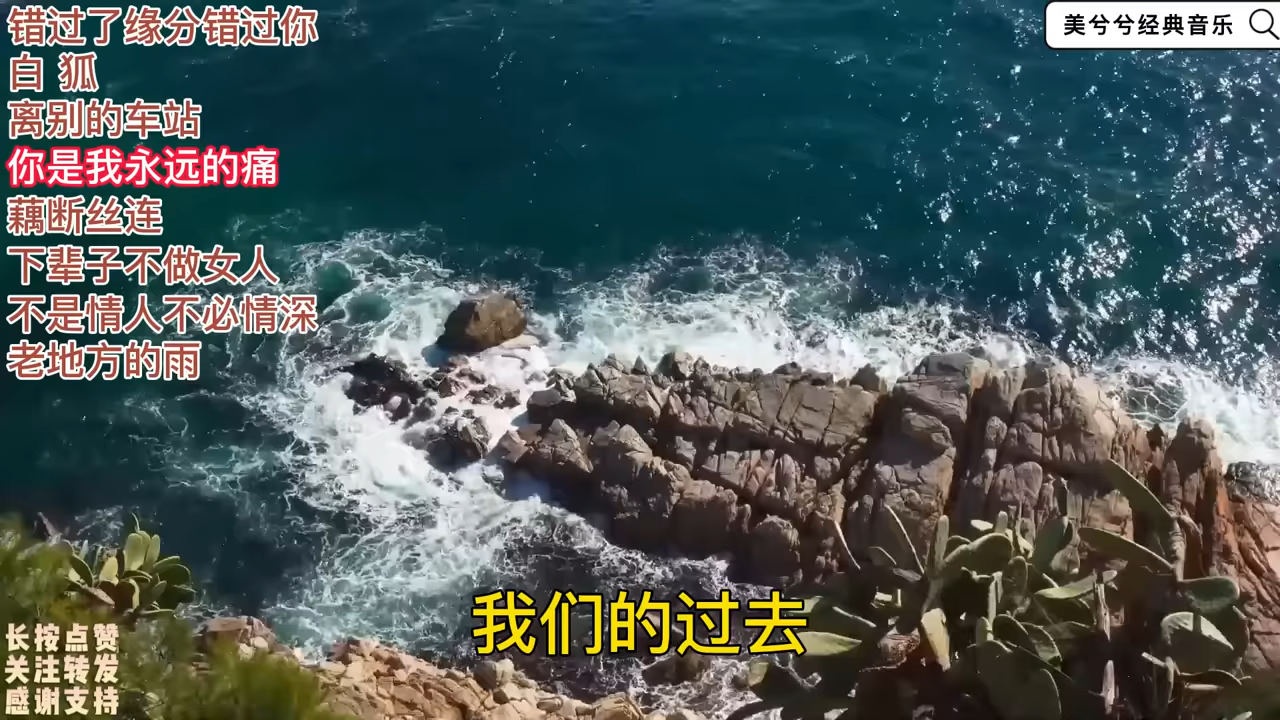 错过了缘分错过你
白狐
离别的车站
你是我永远的痛
藕断丝连
下辈子不做女人
不是情人不必情深
老地方的雨
美兮兮经典音乐
我们的过去
长按点赞
关注转发
感谢支持